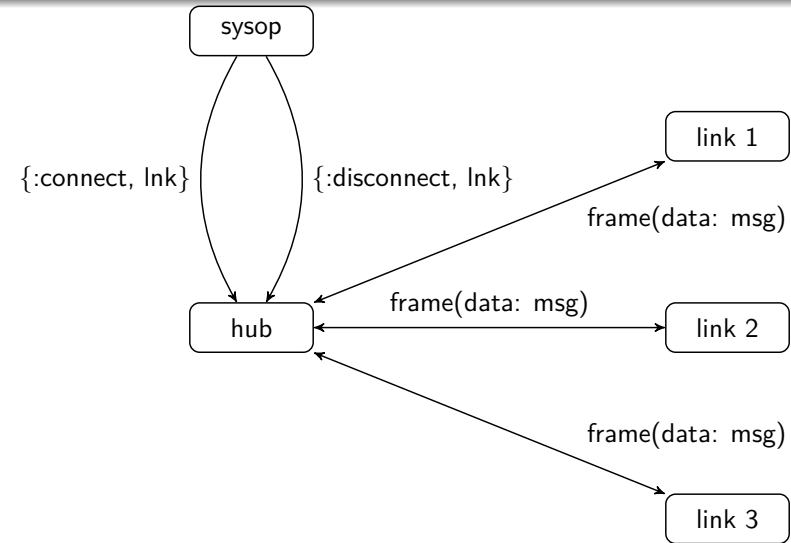 sysop
link 1
{:connect, lnk}
{:disconnect, lnk}
frame(data: msg)
frame(data: msg)
hub
link 2
frame(data: msg)
link 3